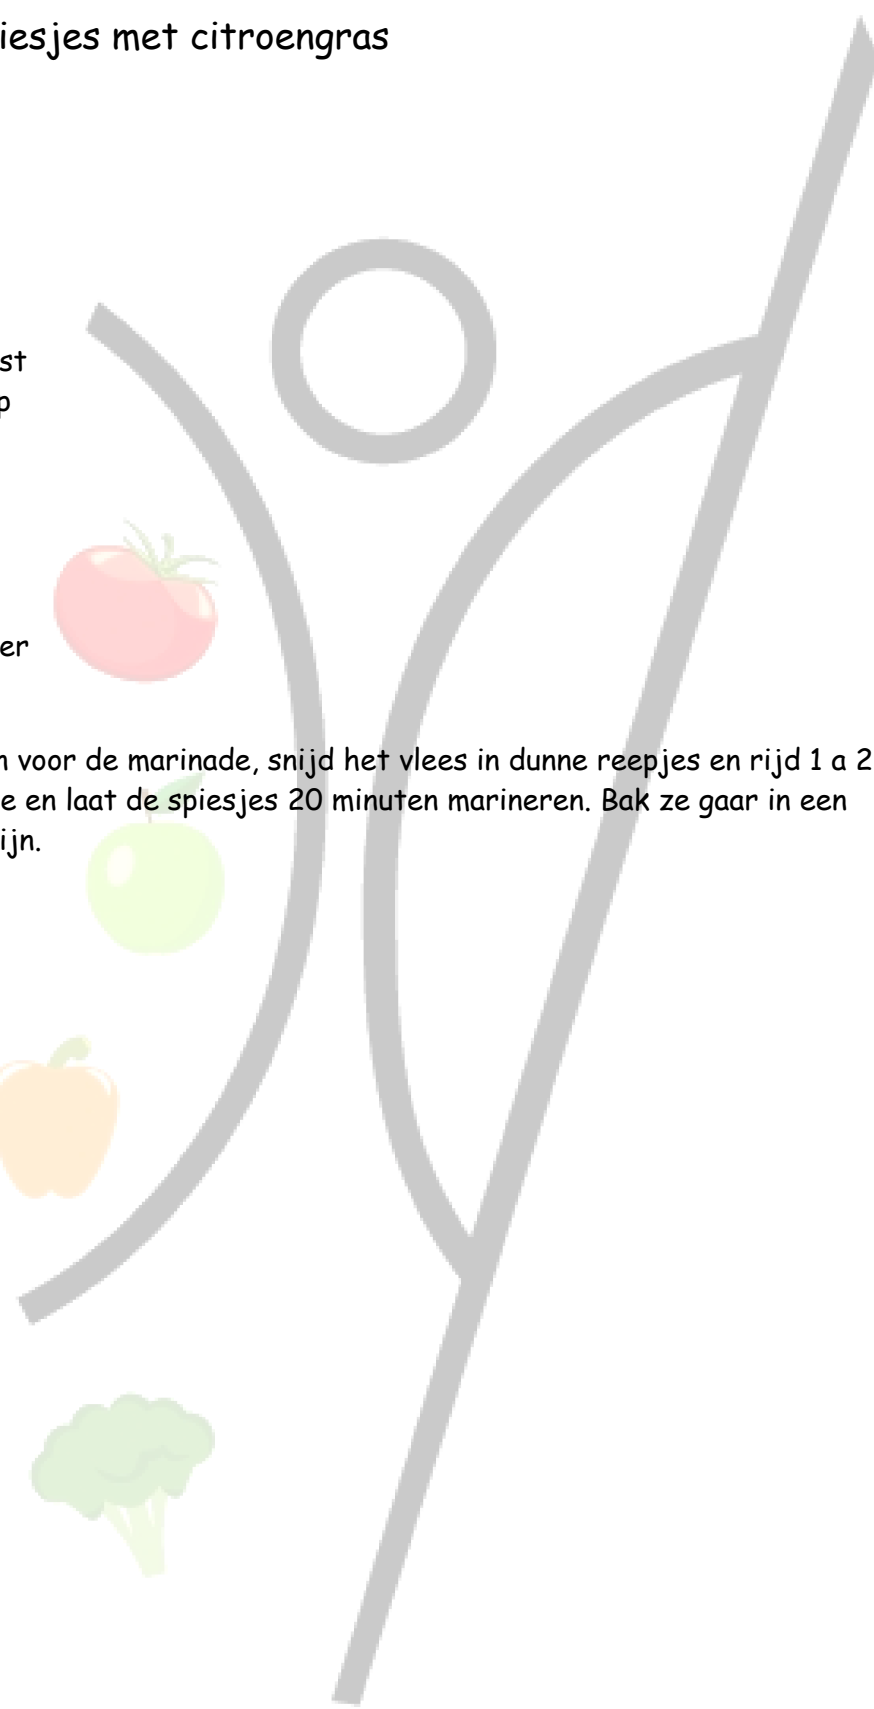 iesjes met citroengras
st
p
er
n voor de marinade, snijd het vlees in dunne reepjes en rijd 1 a 2
e en laat de spiesjes 20 minuten marineren. Bak ze gaar in een
ijn.